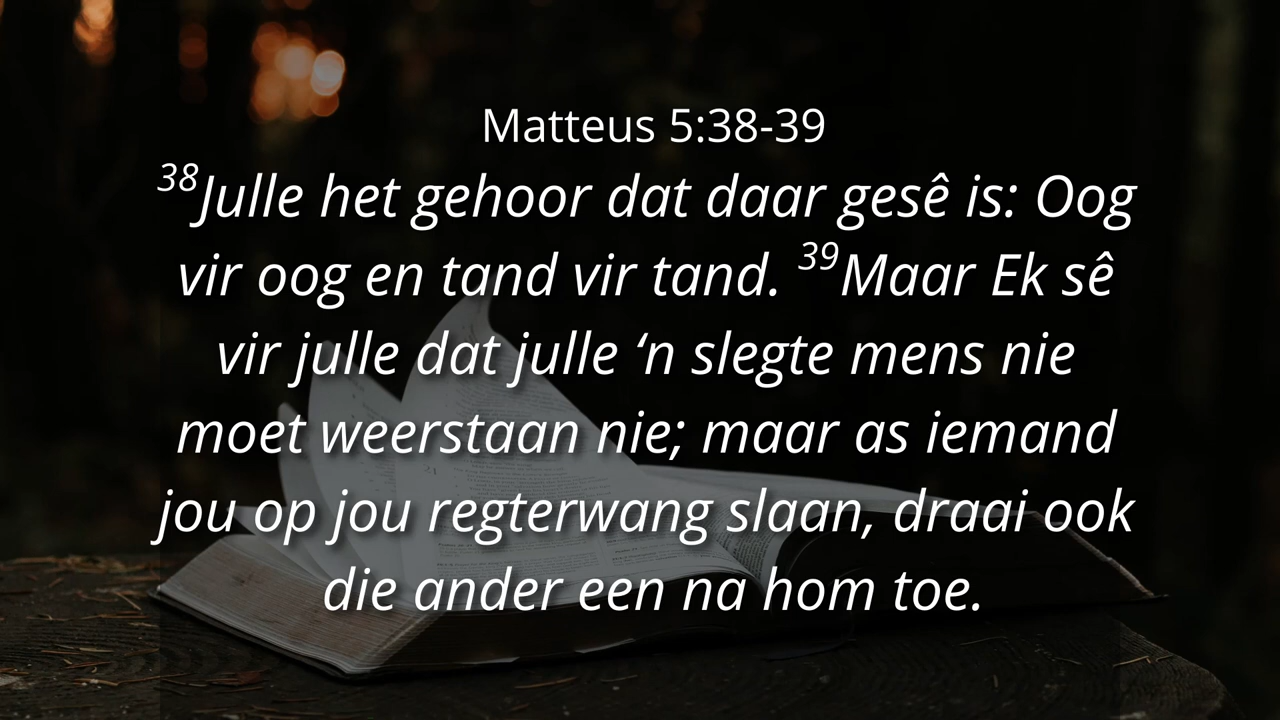 Matteus 5:38-39
³⁸Julle het gehoor dat daar gesê is: Oog
vir oog en tand vir tand. ³⁹Maar Ek sê
vir julle dat julle ‘n slegte mens nie
moet weerstaan nie; maar as iemand
jou op jou regterwang slaan, draai ook
die ander een na hom toe.